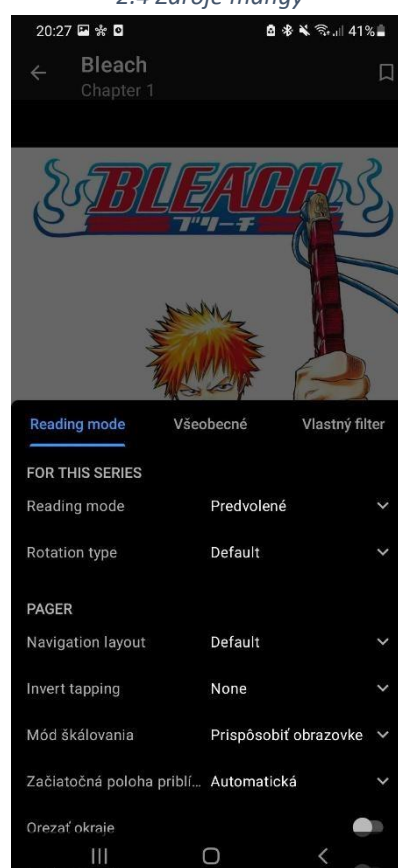 2.4 Zdroje mangy
20:27 41%
Bleach
Chapter 1
BLEACH
ブリーチ
Reading mode Všeobecné Vlastný filter
FOR THIS SERIES
Reading mode Predvolené
Rotation type Default
PAGER
Navigation layout Default
Invert tapping None
Mód škálovania Prispôsobiť obrazovke
Začiatočná poloha priblí... Automatická
Orezať okraje